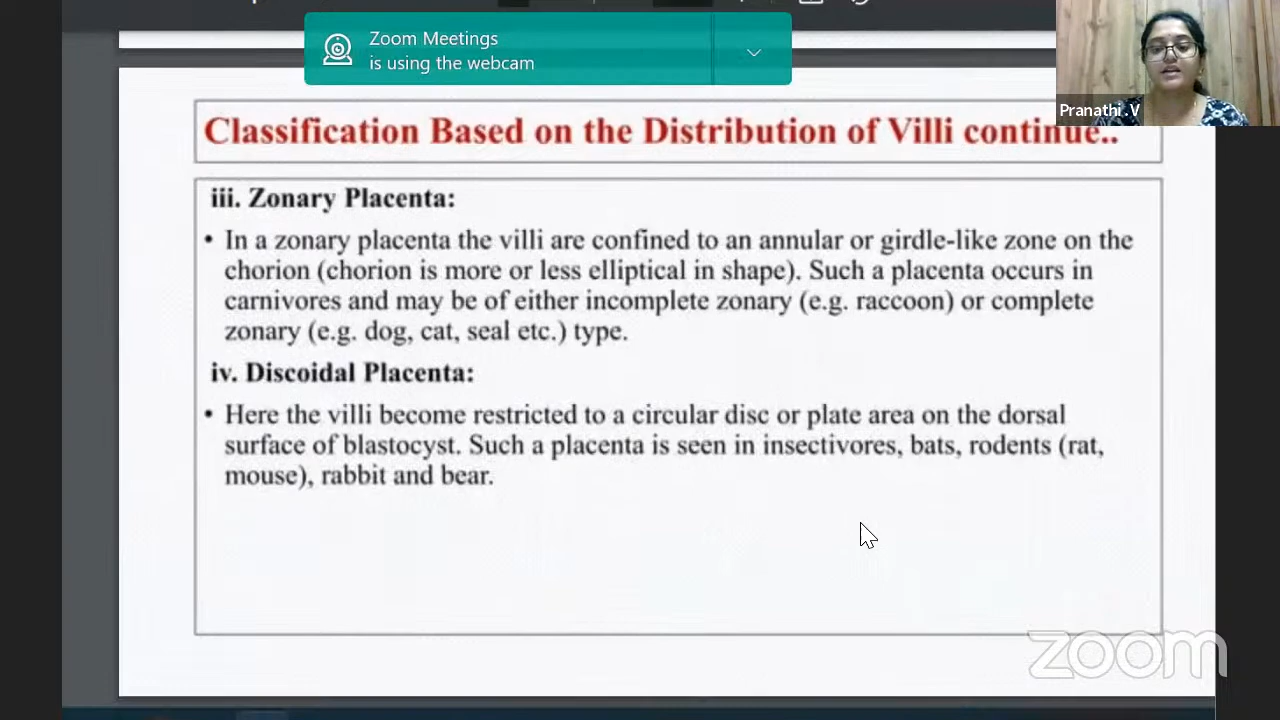 Zoom Meetings
is using the webcam
Pranathi .V
Classification Based on the Distribution of Villi continue..
iii. Zonary Placenta:
• In a zonary placenta the villi are confined to an annular or girdle-like zone on the
chorion (chorion is more or less elliptical in shape). Such a placenta occurs in
carnivores and may be of either incomplete zonary (e.g. raccoon) or complete
zonary (e.g. dog, cat, seal etc.) type.
iv. Discoidal Placenta:
• Here the villi become restricted to a circular disc or plate area on the dorsal
surface of blastocyst. Such a placenta is seen in insectivores, bats, rodents (rat,
mouse), rabbit and bear.
zoom